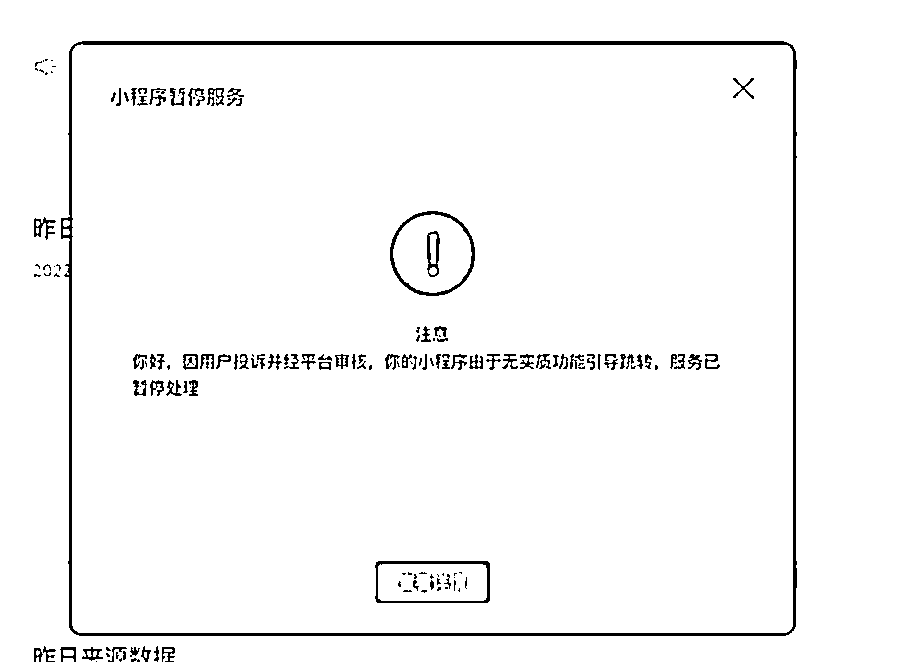 小程序暂停服务
昨日
202
注意
你好，因用户投诉并经平台审核，你的小程序由于无实质功能引导跳转，服务已
暂停处理
昨日来源数据